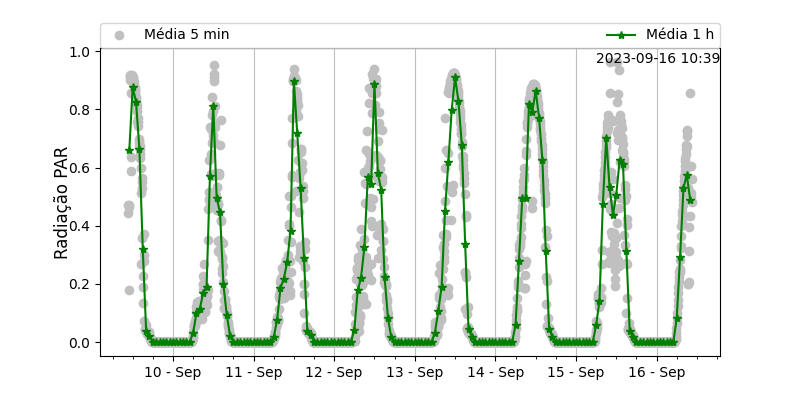 Média 5 min
Média 1 h
2023-09-16 10:39
Radiação PAR
1.0
0.8
0.6
0.4
0.2
0.0
10 - Sep
11 - Sep
12 - Sep
13 - Sep
14 - Sep
15 - Sep
16 - Sep